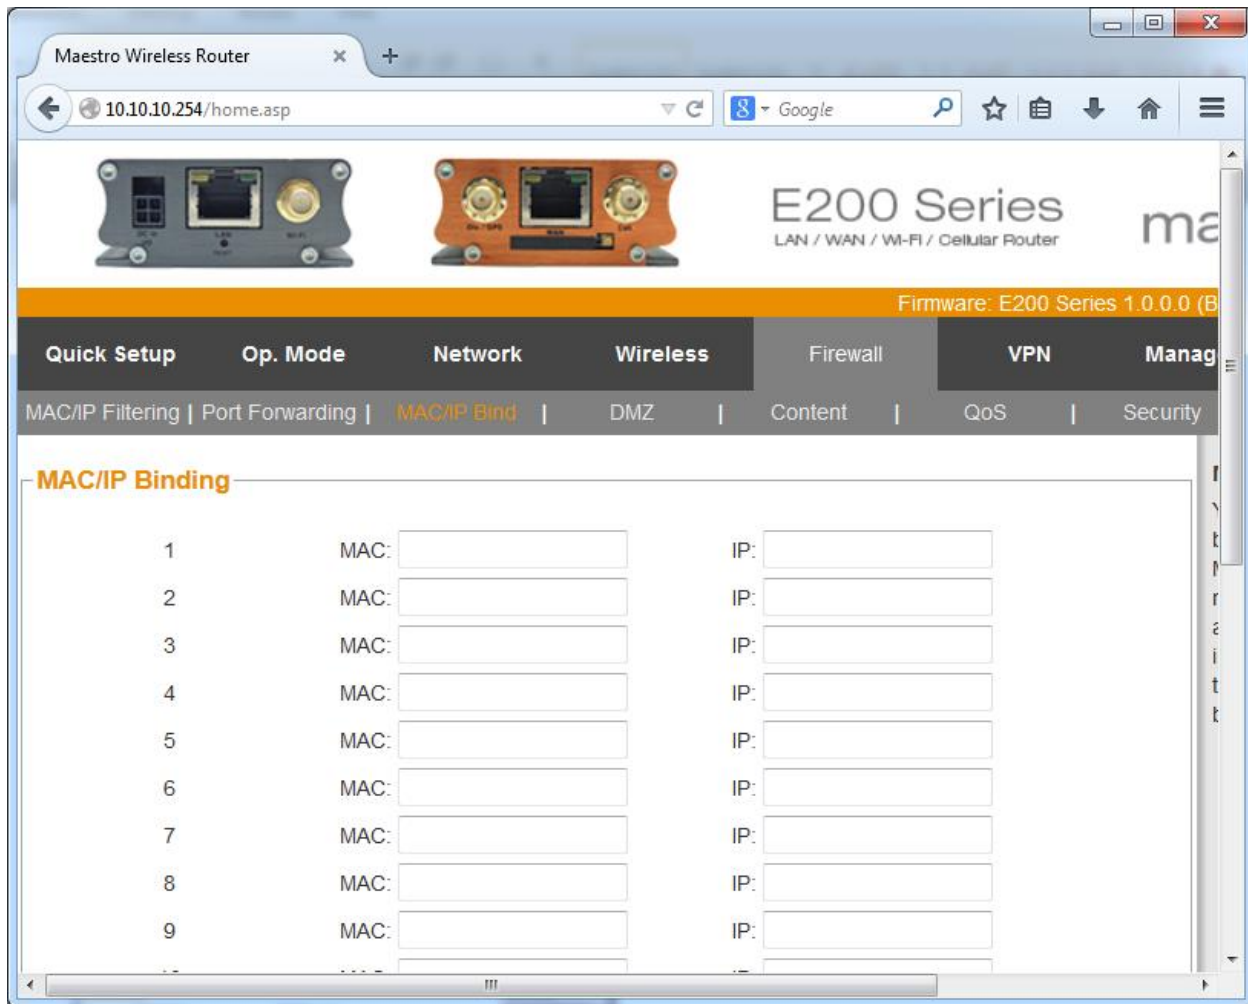 Maestro Wireless Router
10.10.10.254/home.asp
Google
E200 Series
LAN / WAN / Wi-Fi / Cellular Router
ma
Firmware: E200 Series 1.0.0.0 (B
Quick Setup Op. Mode Network Wireless Firewall VPN Manag
MAC/IP Filtering | Port Forwarding | MAC/IP Bind | DMZ | Content | QoS | Security
MAC/IP Binding
1 MAC: IP:
2 MAC: IP:
3 MAC: IP:
4 MAC: IP:
5 MAC: IP:
6 MAC: IP:
7 MAC: IP:
8 MAC: IP:
9 MAC: IP: